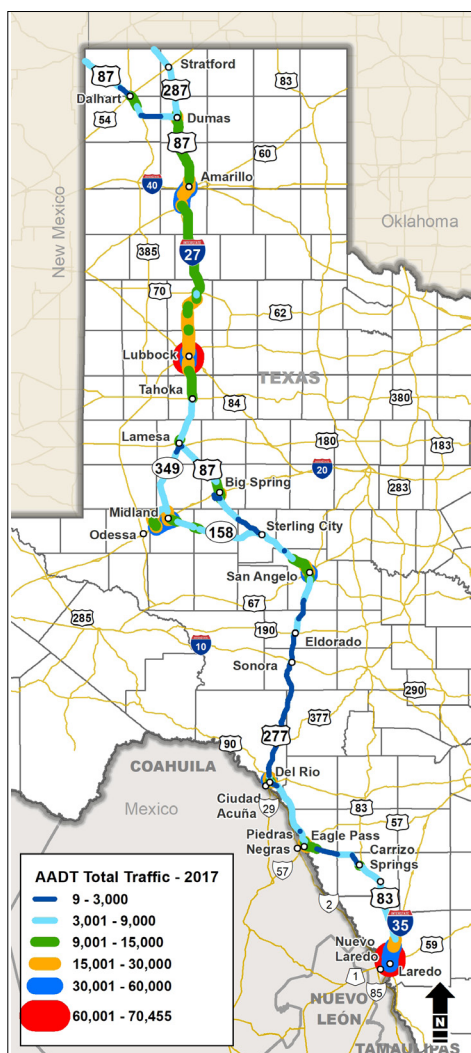 Stratford
87
83
287
Dalhart
54
Dumas
87
60
Amarillo
40
Oklahoma
New Mexico
385
27
70
62
Lubbock
TEXAS
Tahoka
84
380
Lamesa
180
183
349
87
20
Big Spring
283
Midland
158
Sterling City
Odessa
San Angelo
67
285
190
Eldorado
10
Sonora
290
377
277
90
COAHUILA
Del Rio
Mexico
Ciudad
Acuña
29
83
57
Piedras
Negras
Eagle Pass
Carrizo
Springs
57
83
2
AADT Total Traffic - 2017
9 - 3,000
3,001 - 9,000
9,001 - 15,000
15,001 - 30,000
30,001 - 60,000
60,001 - 70,455
35
Nuevo
Laredo
59
1
Laredo
NUEVO
LEÓN
85
N
TAMAULIPAS